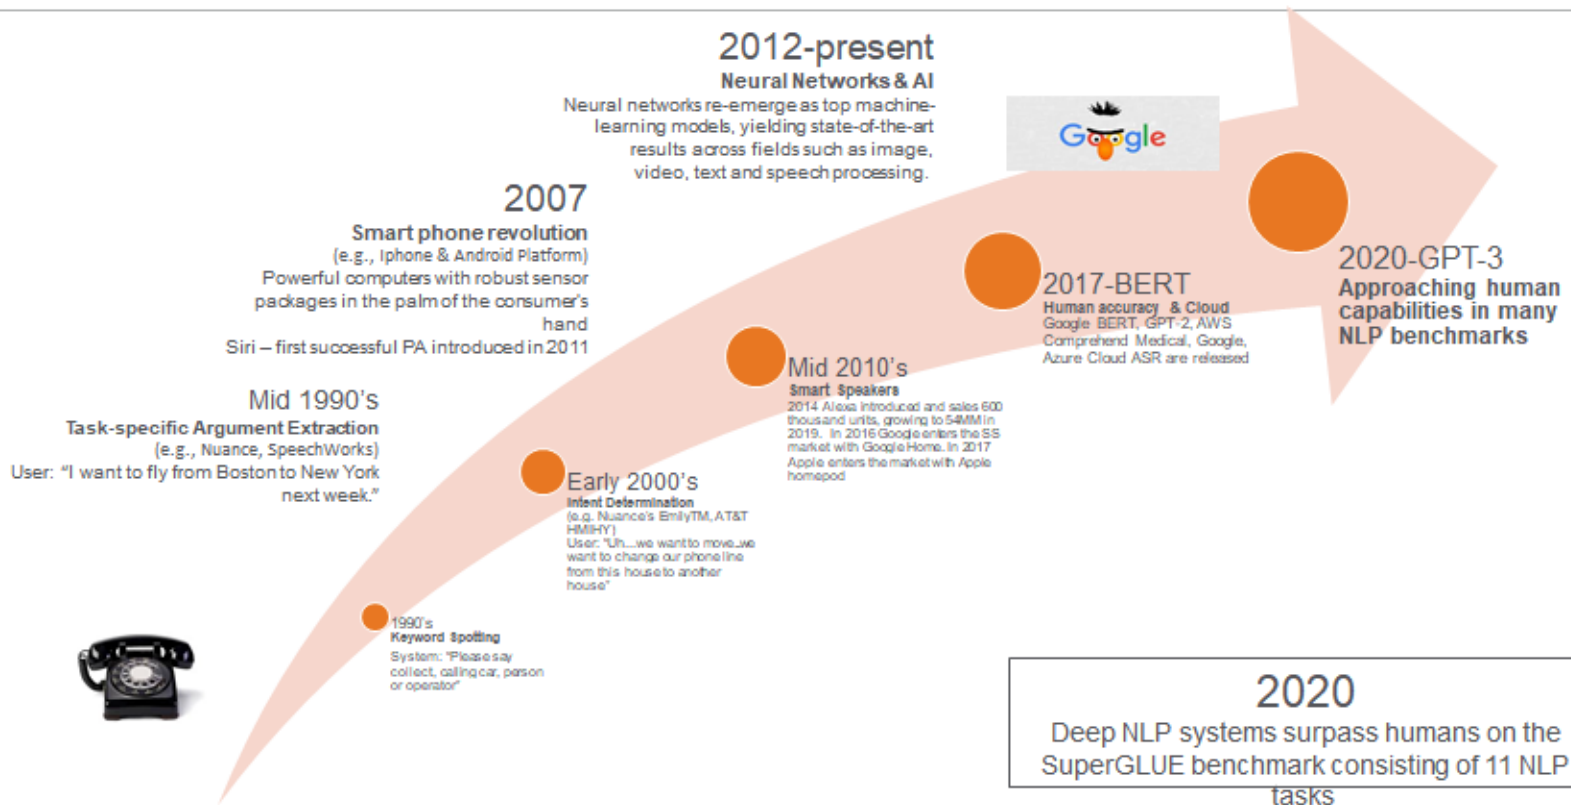 2012-present
Neural Networks & AI
Neural networks re-emerge as top machine-
learning models, yielding state-of-the-art
results across fields such as image,
video, text and speech processing.
Google
2007
Smart phone revolution
(e.g., Iphone & Android Platform)
Powerful computers with robust sensor
packages in the palm of the consumer's
hand
Siri – first successful PA introduced in 2011
2020-GPT-3
Approaching human
capabilities in many
NLP benchmarks
2017-BERT
Human accuracy & Cloud
Google BERT, GPT-2, AWS
Comprehend Medical, Google,
Azure Cloud ASR are released
Mid 2010's
Smart Speakers
2014 Alexa introduced and sales 600
thousand units, growing to 54MM in
2019. In 2016 Google enters the SS
market with Google Home. In 2017
Apple enters the market with Apple
homepod
Mid 1990's
Task-specific Argument Extraction
(e.g., Nuance, SpeechWorks)
User: "I want to fly from Boston to New York
next week."
Early 2000's
Intent Determination
(e.g. Nuance's EmilyTM, AT&T
HMIHY)
User: "Uh...we want to move..we
want to change our phone line
from this house to another
house"
1990's
Keyword Spotting
System: "Please say
collect, calling car, person
or operator"
2020
Deep NLP systems surpass humans on the
SuperGLUE benchmark consisting of 11 NLP
tasks